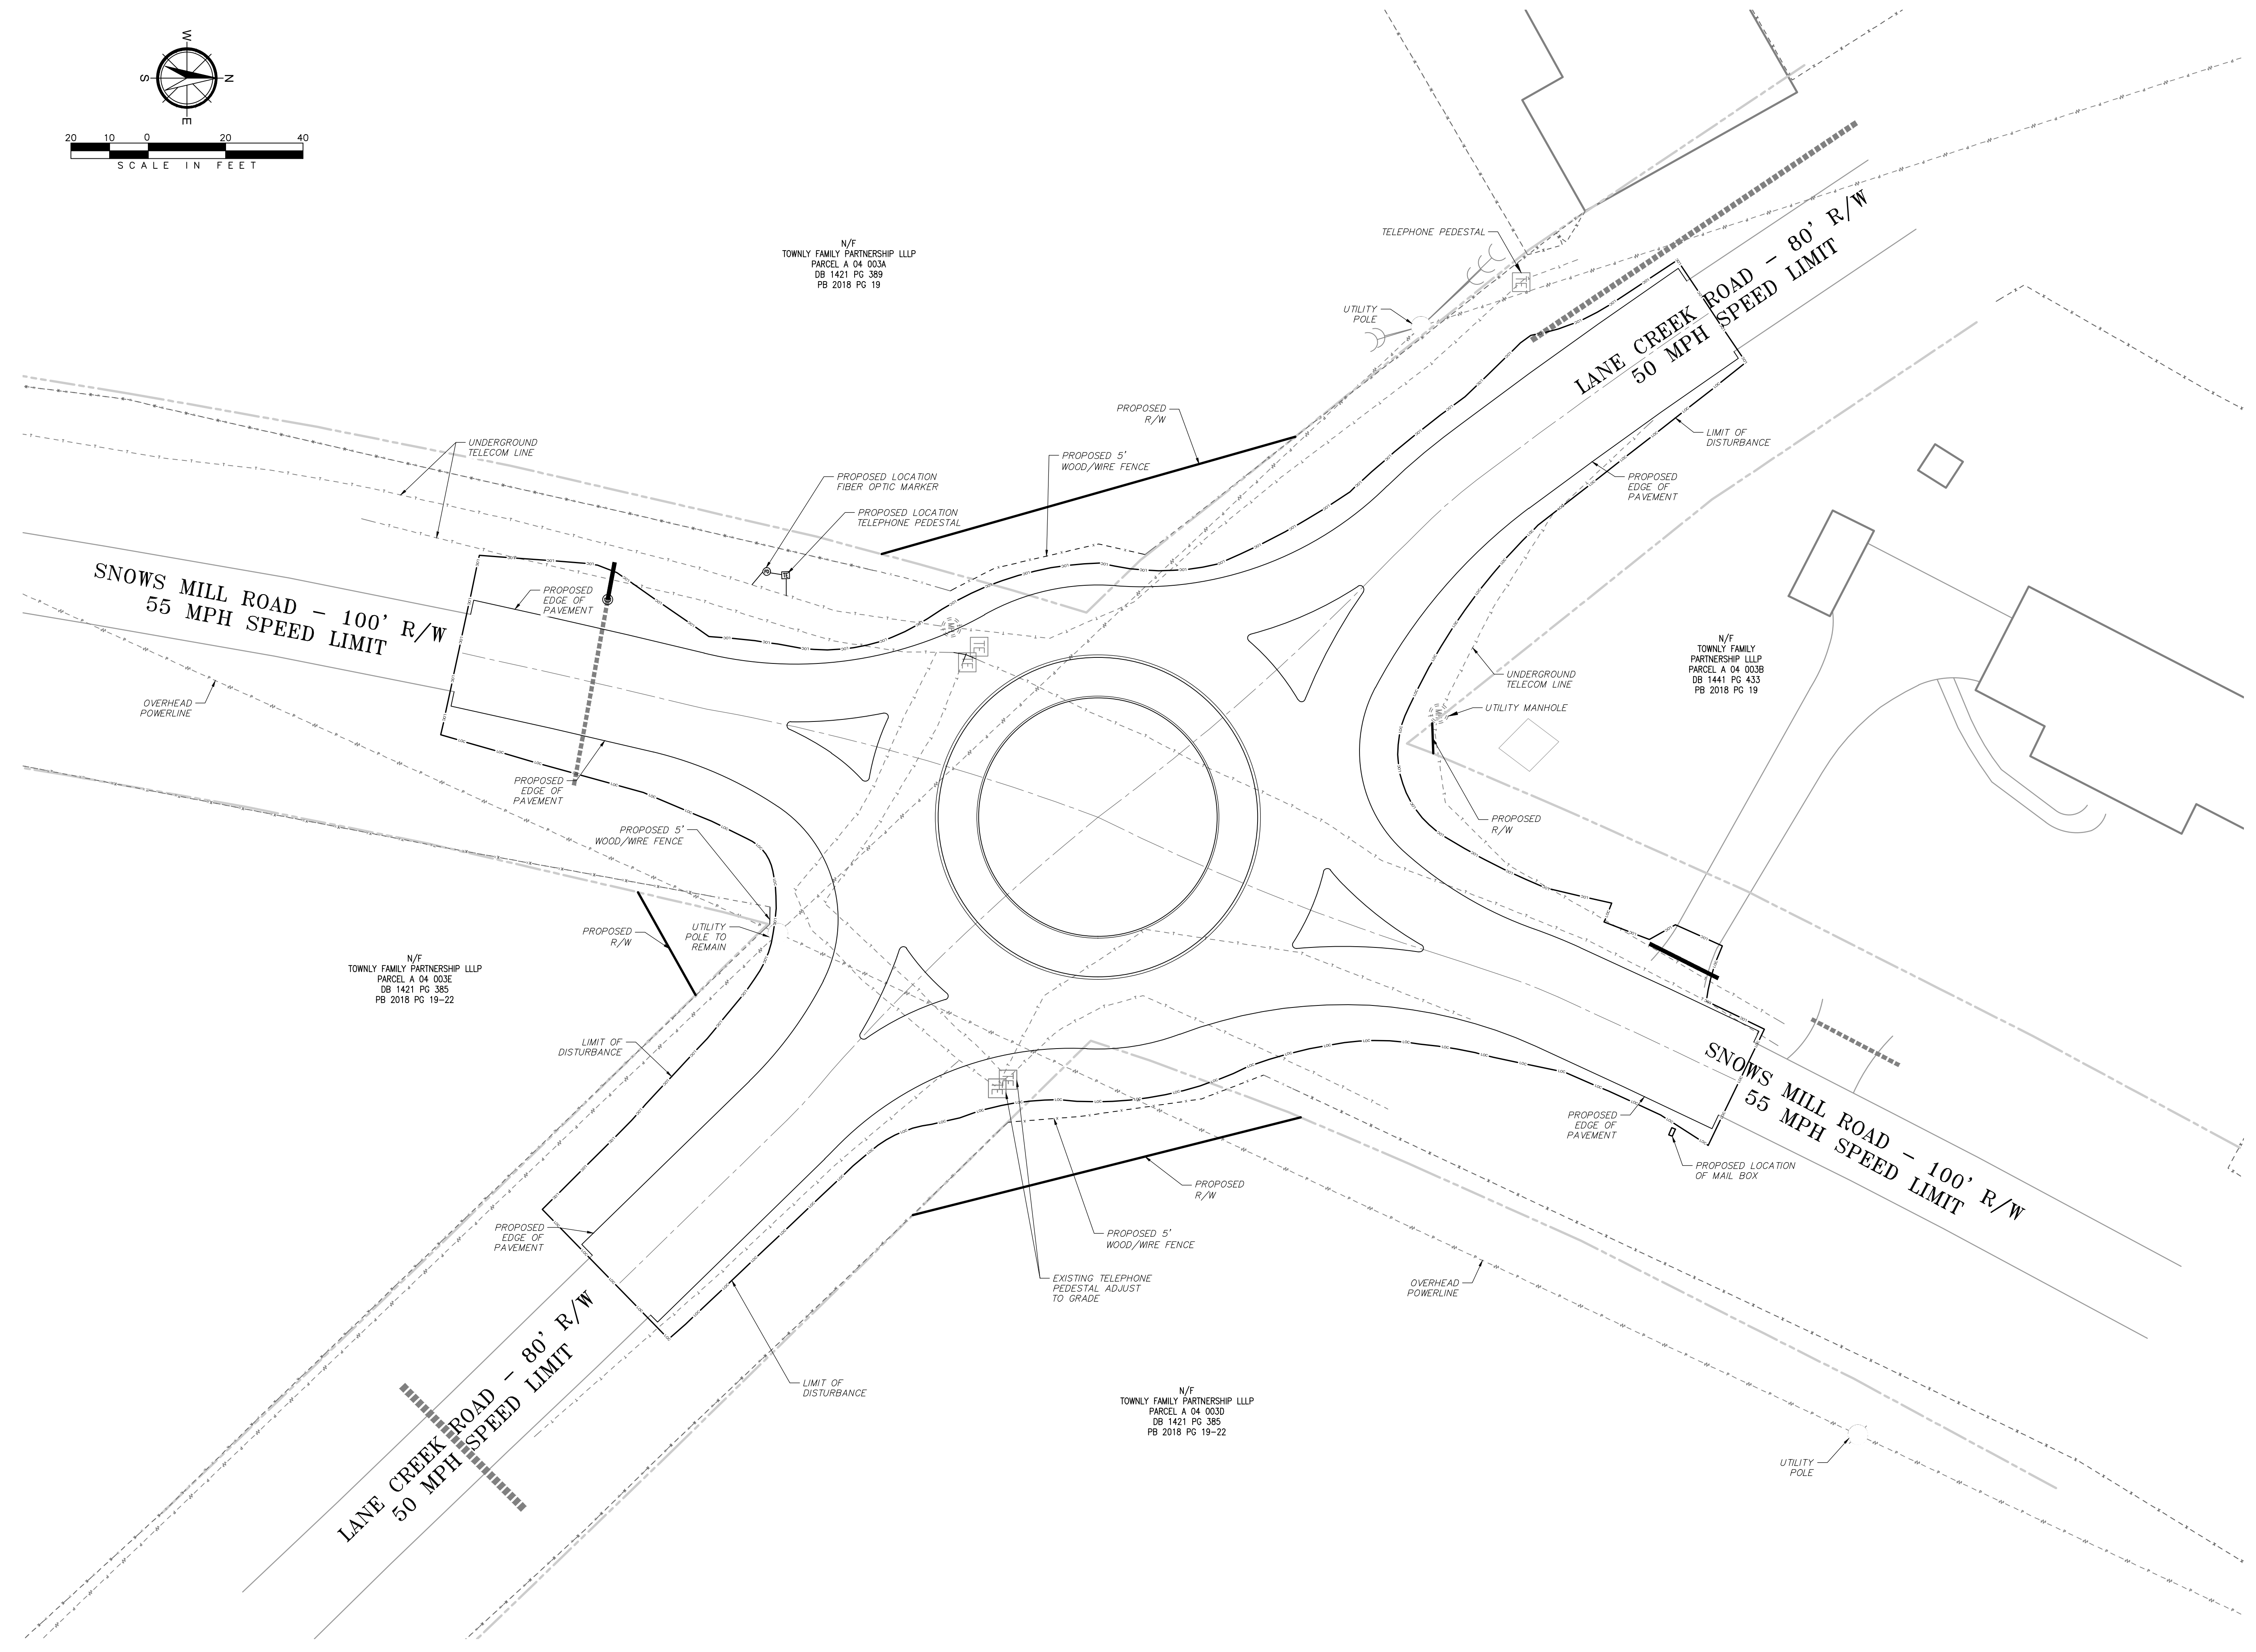 W
S
N
E
20 10 0 20 40
SCALE IN FEET
N/F
TOWNLY FAMILY PARTNERSHIP LLLP
PARCEL A 04 003A
DB 1421 PG 389
PB 2018 PG 19
TELEPHONE PEDESTAL
UTILITY
POLE
LANE CREEK ROAD - 80' R/W
50 MPH SPEED LIMIT
PROPOSED
R/W
PROPOSED 5'
WOOD/WIRE FENCE
UNDERGROUND
TELECOM LINE
PROPOSED LOCATION
FIBER OPTIC MARKER
PROPOSED LOCATION
TELEPHONE PEDESTAL
LIMIT OF
DISTURBANCE
PROPOSED
EDGE OF
PAVEMENT
SNOWS MILL ROAD - 100' R/W
55 MPH SPEED LIMIT
PROPOSED
EDGE OF
PAVEMENT
OVERHEAD
POWERLINE
TE
TE
N/F
TOWNLY FAMILY
PARTNERSHIP LLLP
PARCEL A 04 003B
DB 1441 PG 433
PB 2018 PG 19
UNDERGROUND
TELECOM LINE
UTILITY MANHOLE
PROPOSED
EDGE OF
PAVEMENT
PROPOSED 5'
WOOD/WIRE FENCE
PROPOSED
R/W
PROPOSED
R/W
UTILITY
POLE TO
REMAIN
N/F
TOWNLY FAMILY PARTNERSHIP LLLP
PARCEL A 04 003E
DB 1421 PG 385
PB 2018 PG 19-22
LIMIT OF
DISTURBANCE
TE
TE
SNOWS MILL ROAD - 100' R/W
55 MPH SPEED LIMIT
PROPOSED
EDGE OF
PAVEMENT
PROPOSED LOCATION
OF MAIL BOX
PROPOSED
R/W
PROPOSED
EDGE OF
PAVEMENT
PROPOSED 5'
WOOD/WIRE FENCE
EXISTING TELEPHONE
PEDESTAL ADJUST
TO GRADE
OVERHEAD
POWERLINE
LANE CREEK ROAD - 80' R/W
50 MPH SPEED LIMIT
LIMIT OF
DISTURBANCE
N/F
TOWNLY FAMILY PARTNERSHIP LLLP
PARCEL A 04 003D
DB 1421 PG 385
PB 2018 PG 19-22
UTILITY
POLE